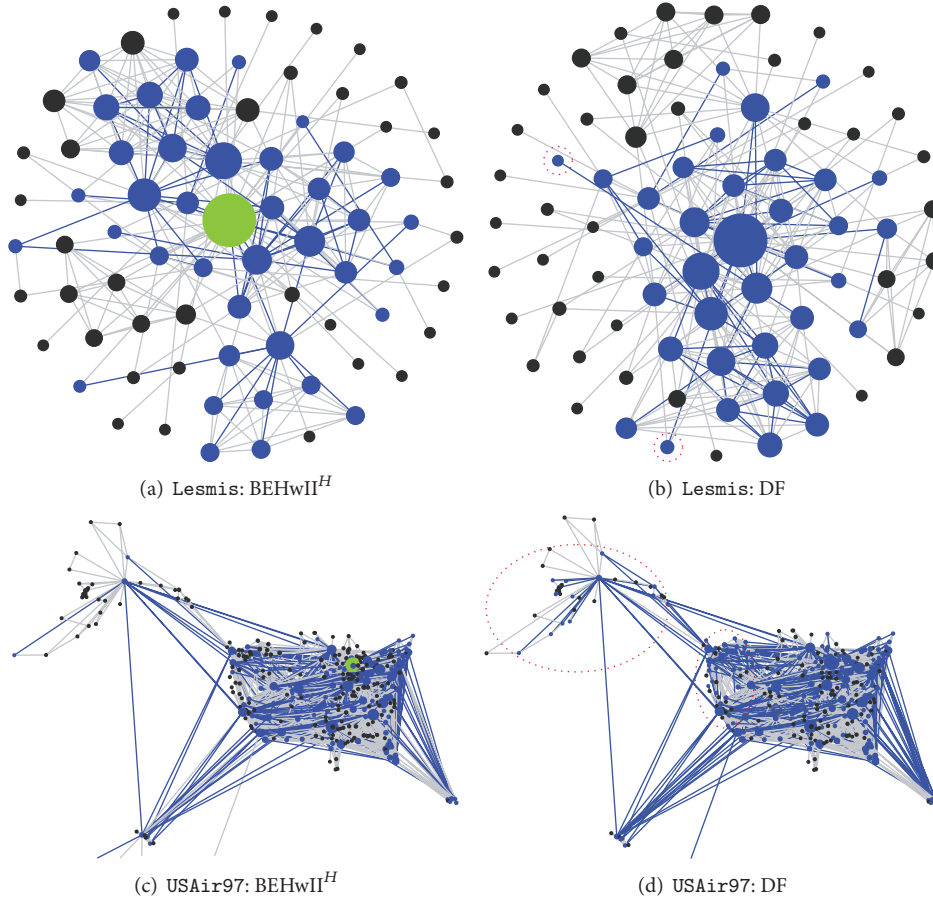 (a) Lesmis: BEHwII^H
(b) Lesmis: DF
(c) USAir97: BEHwII^H
(d) USAir97: DF